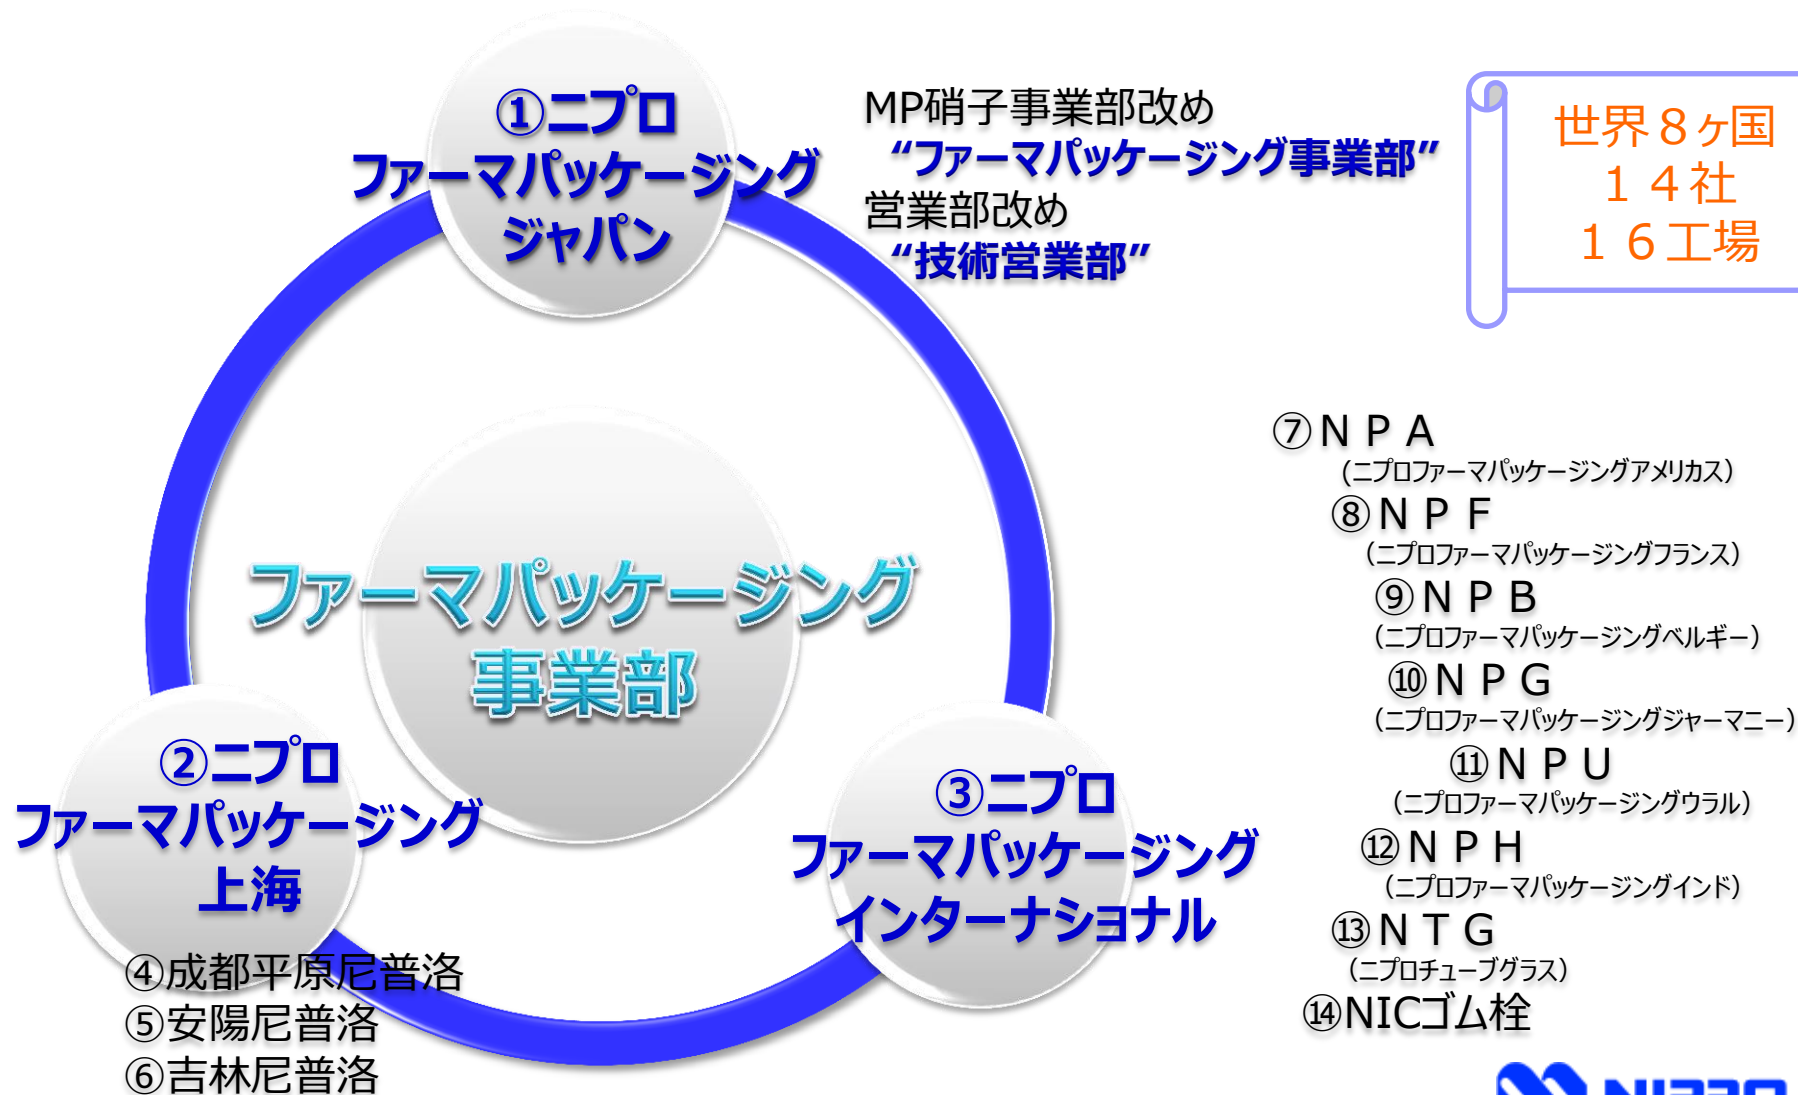 ①ニプロ
ファーマパッケージング
ジャパン
MP硝子事業部改め
“ファーマパッケージング事業部”
営業部改め
“技術営業部”
世界８ヶ国
１４社
１６工場
ファーマパッケージング
事業部
②ニプロ
ファーマパッケージング
上海
④成都平原尼普洛
⑤安陽尼普洛
⑥吉林尼普洛
③ニプロ
ファーマパッケージング
インターナショナル
⑦ＮＰＡ
（ニプロファーマパッケージングアメリカス）
⑧ＮＰＦ
（ニプロファーマパッケージングフランス）
⑨ＮＰＢ
（ニプロファーマパッケージングベルギー）
⑩ＮＰＧ
（ニプロファーマパッケージングジャーマニー）
⑪ＮＰＵ
（ニプロファーマパッケージングウラル）
⑫ＮＰＨ
（ニプロファーマパッケージングインド）
⑬ＮＴＧ
（ニプロチューブグラス）
⑭NICゴム栓
NIPRO